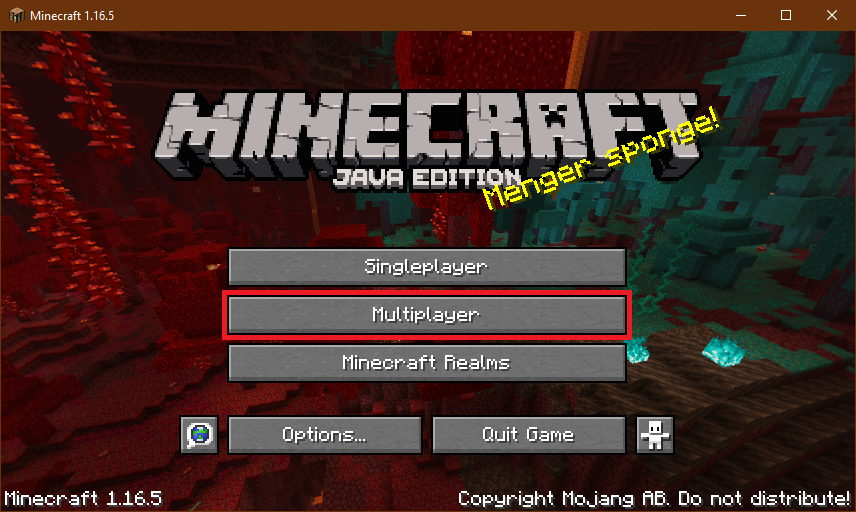 Minecraft 1.16.5
MINECRAFT
JAVA EDITION
Menger sponge!
Singleplayer
Multiplayer
Minecraft Realms
Options...
Quit Game
Minecraft 1.16.5
Copyright Mojang AB. Do not distribute!